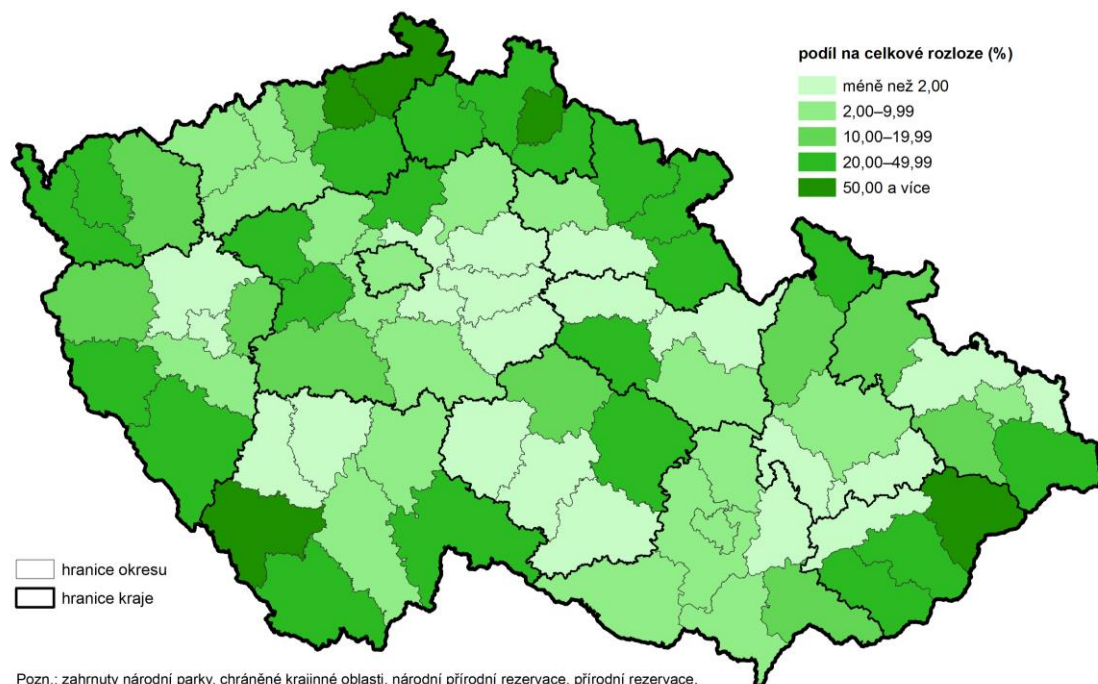 podíl na celkové rozloze (%)
méně než 2,00
2,00–9,99
10,00–19,99
20,00–49,99
50,00 a více
hranice okresu
hranice kraje
Pozn.: zahrnuty národní parky, chráněné krajinné oblasti, národní přírodní rezervace, přírodní rezervace,